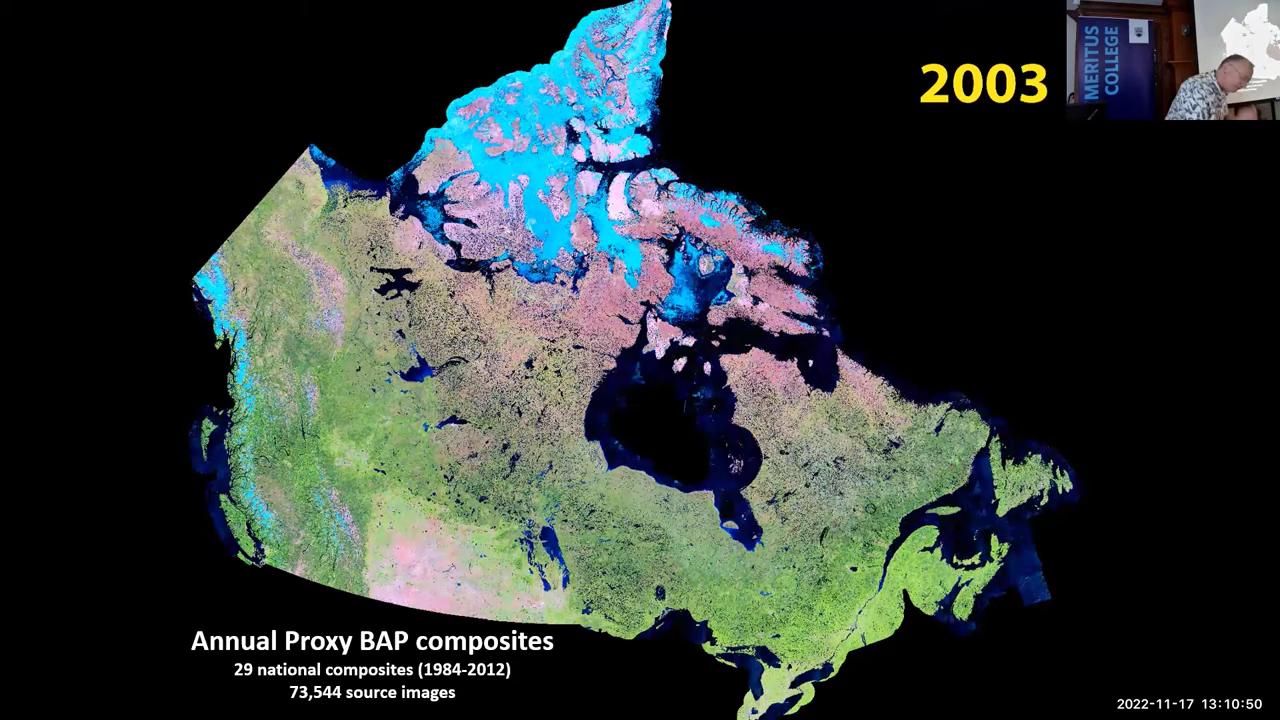 2003
MERITUS
COLLEGE
Annual Proxy BAP composites
29 national composites (1984-2012)
73,544 source images
2022-11-17 13:10:50